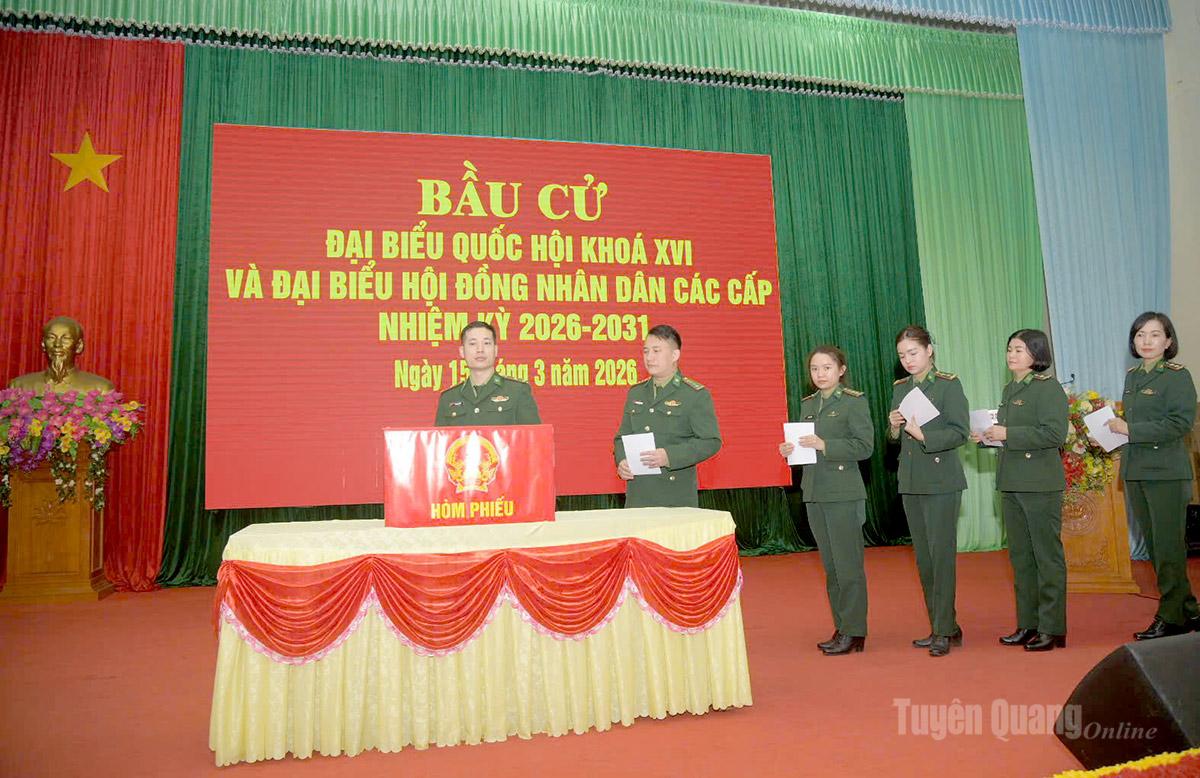 BẦU CỬ
ĐẠI BIỂU QUỐC HỘI KHOÁ XVI
VÀ ĐẠI BIỂU HỘI ĐỒNG NHÂN DÂN CÁC CẤP
NHIỆM KỲ 2026-2031
Ngày 15 tháng 3 năm 2026
HÒM PHIẾU
Tuyên Quang Online